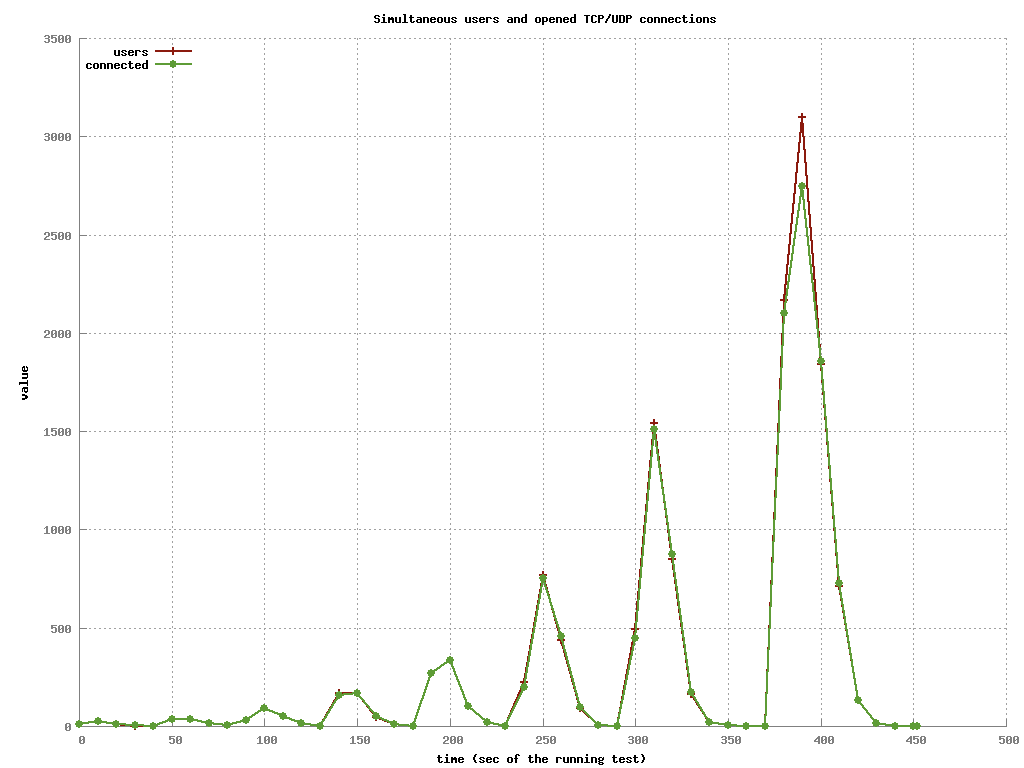 Simultaneous users and opened TCP/UDP connections
3500
users
connected
3000
2500
2000
value
1500
1000
500
0
0 50 100 150 200 250 300 350 400 450 500
time (sec of the running test)